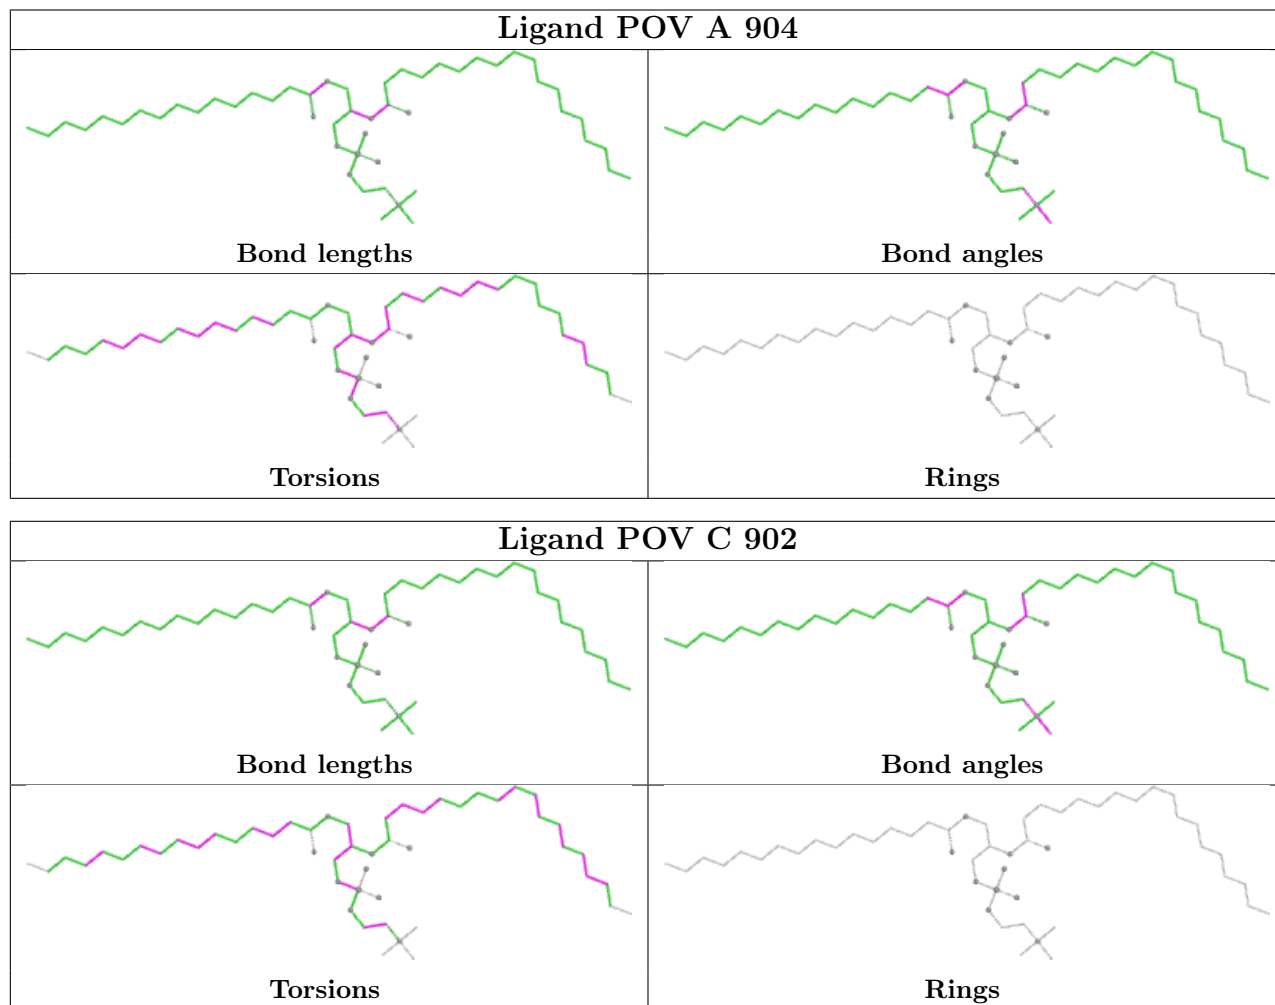 Ligand POV A 904
Bond lengths
Bond angles
Torsions
Rings
Ligand POV C 902
Bond lengths
Bond angles
Torsions
Rings